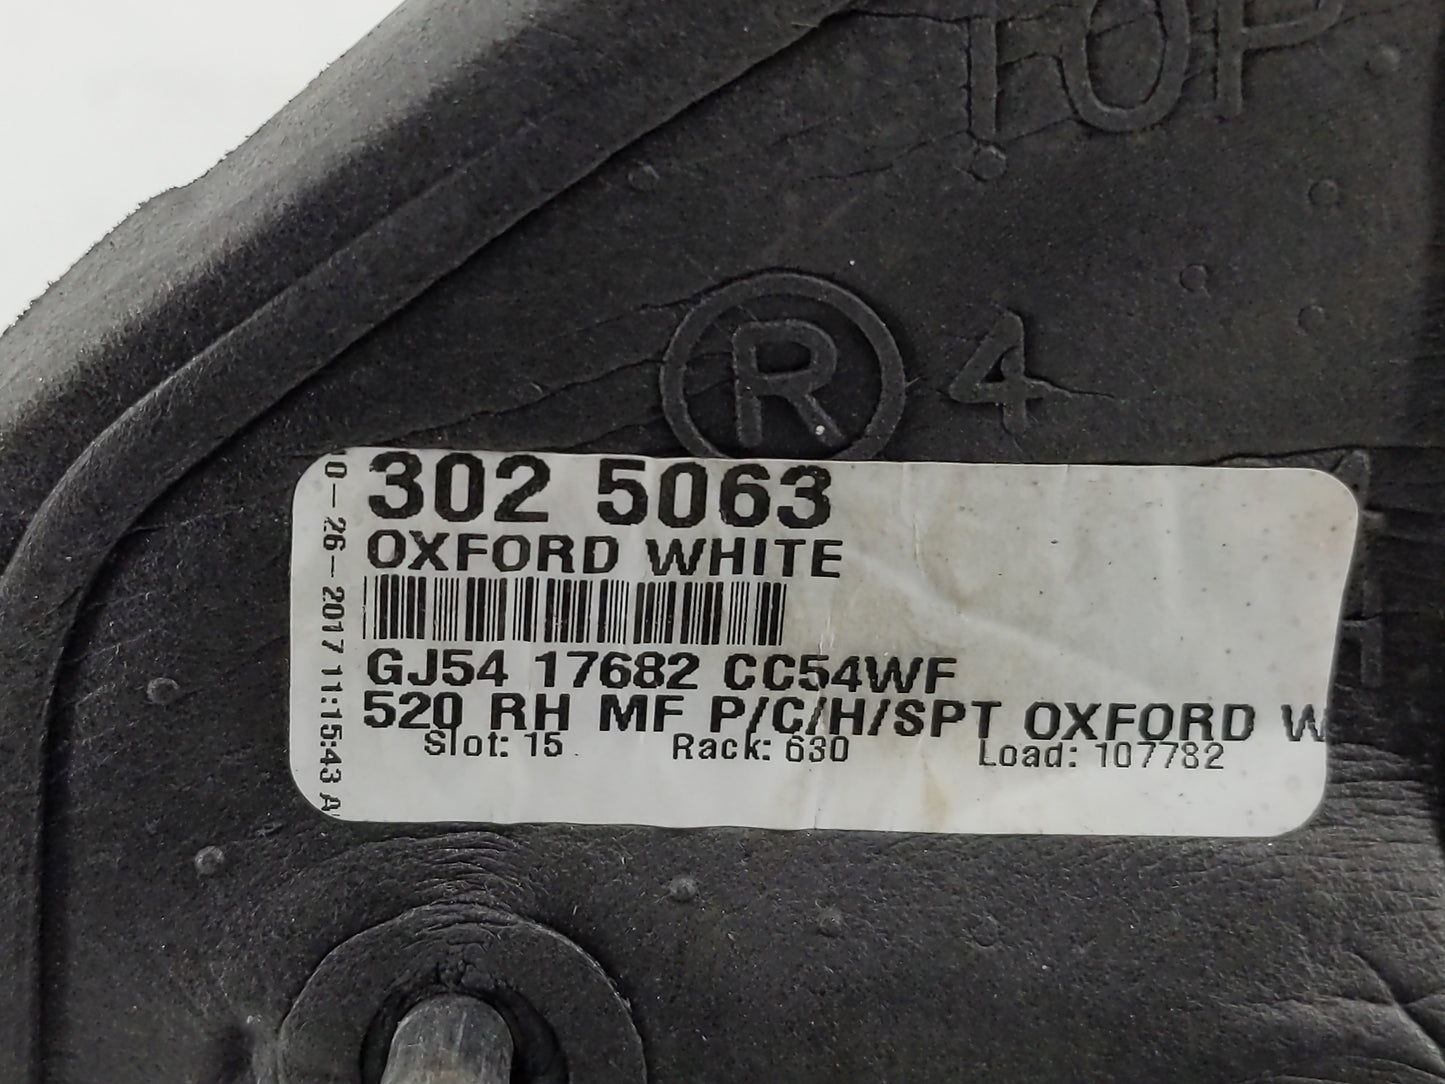 TOP
R 4
302 5063
OXFORD WHITE
GJ54 17682 CC54WF
520 RH MF P/C/H/SPT OXFORD W
Slot: 15 Rack: 630 Load: 107782
10-26-2017 11:15:43 A